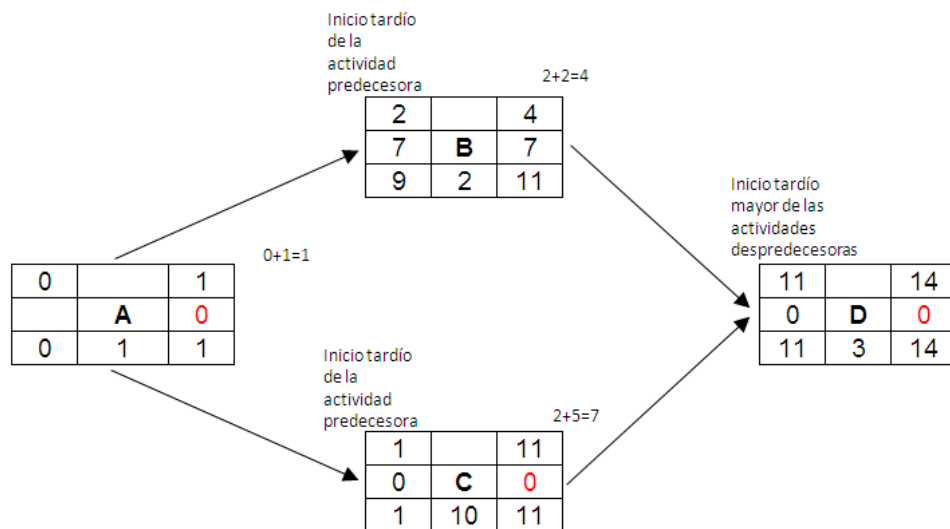 Inicio tardío
de la
actividad
predecesora
2+2=4
2 4
7 B 7
9 2 11
Inicio tardío
mayor de las
actividades
despredecesoras
0+1=1
0 1
A 0
0 1 1
11 14
0 D 0
11 3 14
Inicio tardío
de la
actividad
predecesora
2+5=7
1 11
0 C 0
1 10 11